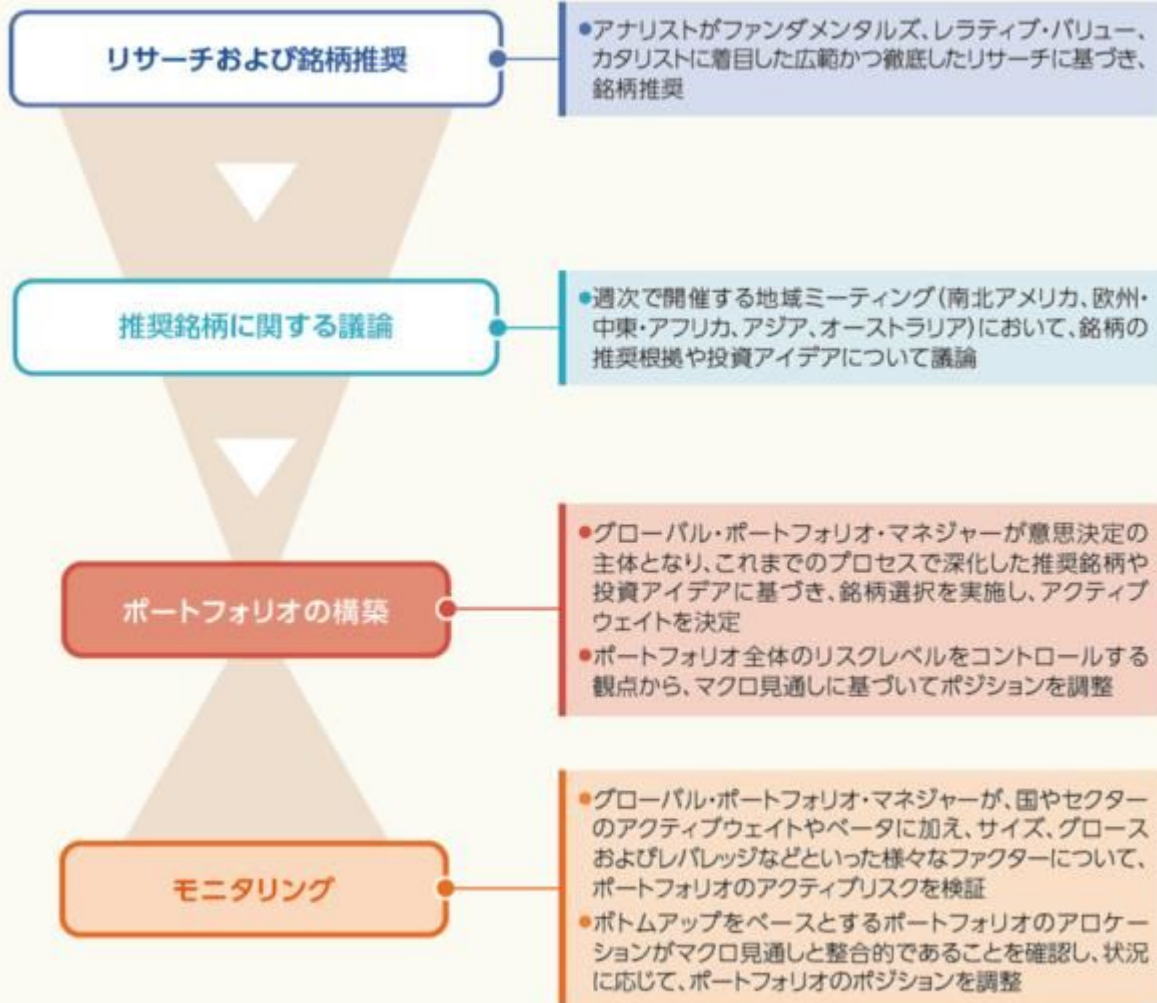 リサーチおよび銘柄推奨
●アナリストがファンダメンタルズ、レラティブ・バリュー、
カタリストに着目した広範かつ徹底したリサーチに基づき、
銘柄推奨
推奨銘柄に関する議論
●週次で開催する地域ミーティング(南北アメリカ、欧州・
中東・アフリカ、アジア、オーストラリア)において、銘柄の
推奨根拠や投資アイデアについて議論
ポートフォリオの構築
●グローバル・ポートフォリオ・マネジャーが意思決定の
主体となり、これまでのプロセスで深化した推奨銘柄や
投資アイデアに基づき、銘柄選択を実施し、アクティブ
ウェイトを決定
●ポートフォリオ全体のリスクレベルをコントロールする
観点から、マクロ見通しに基づいてポジションを調整
モニタリング
●グローバル・ポートフォリオ・マネジャーが、国やセクター
のアクティブウェイトやベータに加え、サイズ、グロース
およびレバレッジなどといった様々なファクターについて、
ポートフォリオのアクティブリスクを検証
●ボトムアップをベースとするポートフォリオのアロケー
ションがマクロ見通しと整合的であることを確認し、状況
に応じて、ポートフォリオのポジションを調整